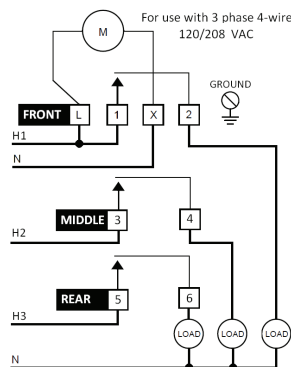 For use with 3 phase 4-wire
120/208 VAC
M
GROUND
FRONT L 1 X 2
H1
N
MIDDLE 3 4
H2
REAR 5 6
H3
LOAD LOAD LOAD
N